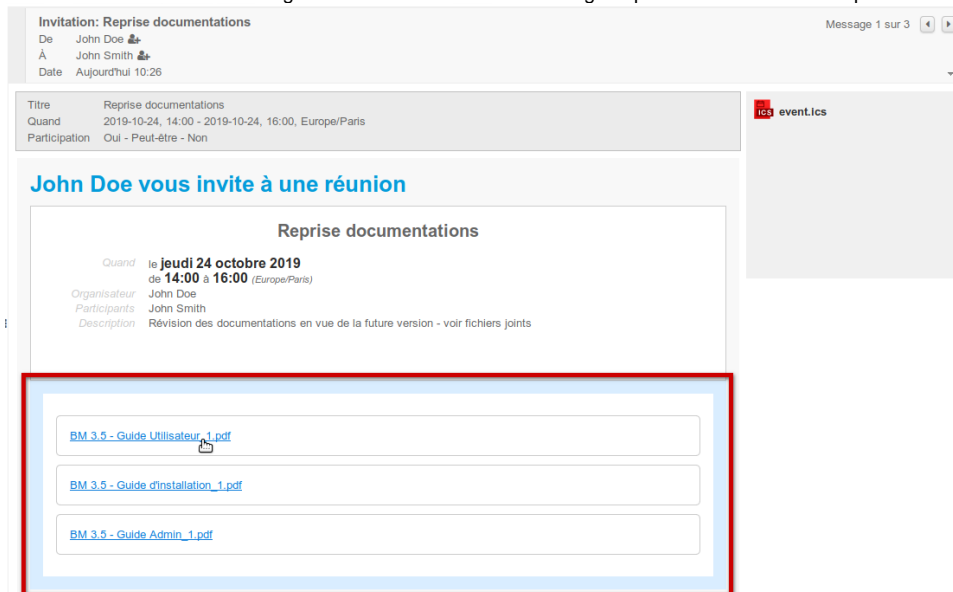 Invitation: Reprise documentations
Message 1 sur 3
De John Doe
À John Smith
Date Aujourd'hui 10:26
Titre Reprise documentations
Quand 2019-10-24, 14:00 - 2019-10-24, 16:00, Europe/Paris
Participation Oui - Peut-être - Non
ICS event.ics
John Doe vous invite à une réunion
Reprise documentations
Quand le jeudi 24 octobre 2019
de 14:00 à 16:00 (Europe/Paris)
Organisateur John Doe
Participants John Smith
Description Révision des documentations en vue de la future version - voir fichiers joints
BM 3.5 - Guide Utilisateur_1.pdf
BM 3.5 - Guide d'installation_1.pdf
BM 3.5 - Guide Admin_1.pdf